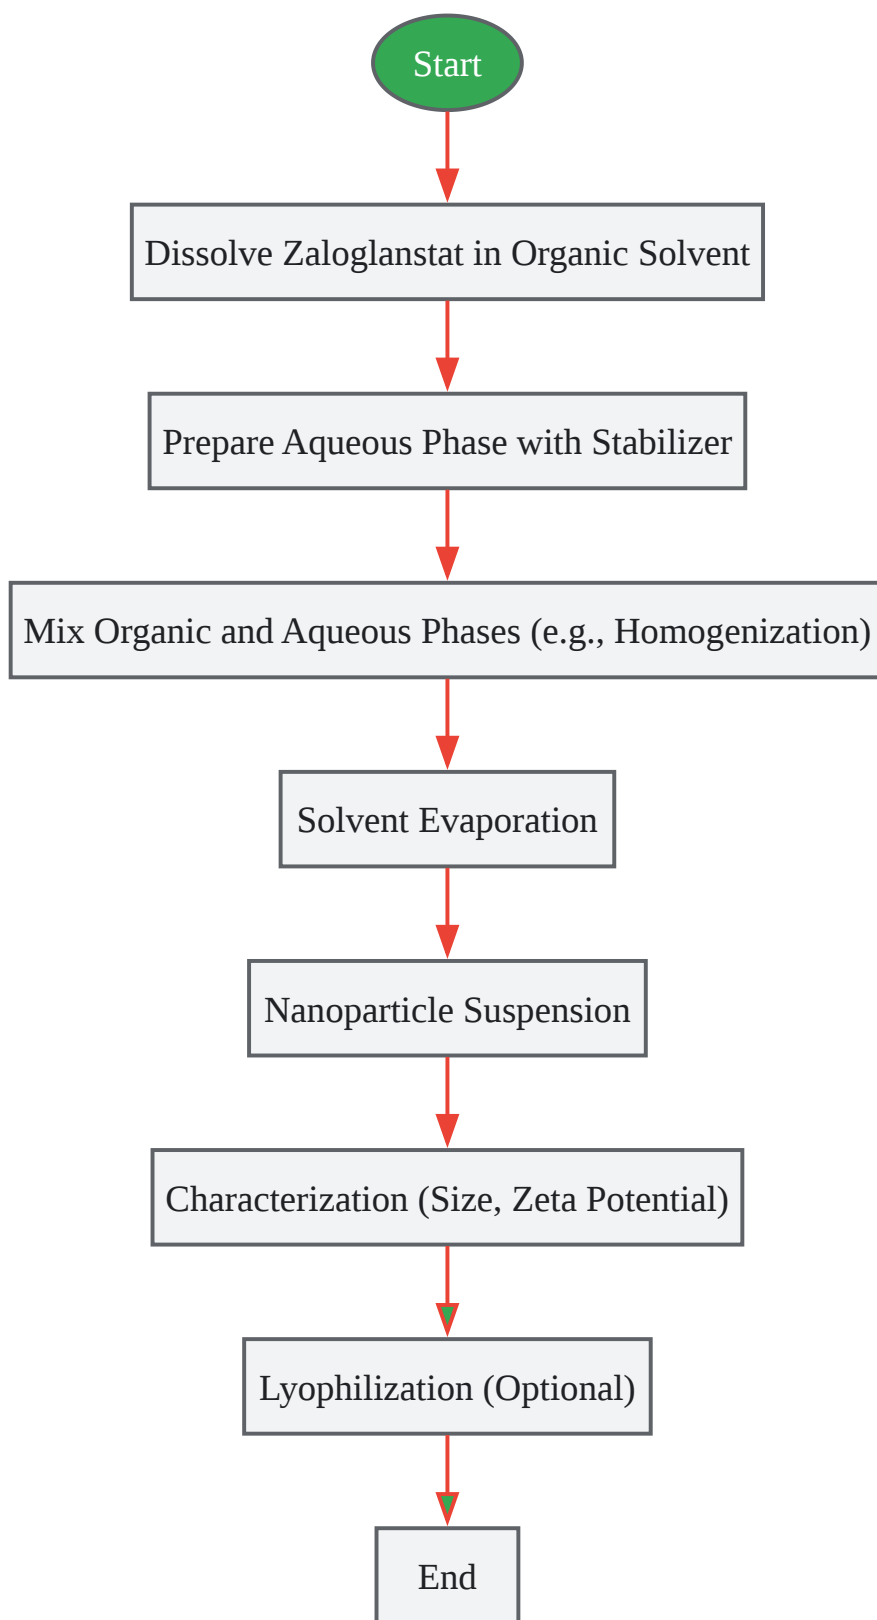 Start
Dissolve Zaloglanstat in Organic Solvent
Prepare Aqueous Phase with Stabilizer
Mix Organic and Aqueous Phases (e.g., Homogenization)
Solvent Evaporation
Nanoparticle Suspension
Characterization (Size, Zeta Potential)
Lyophilization (Optional)
End